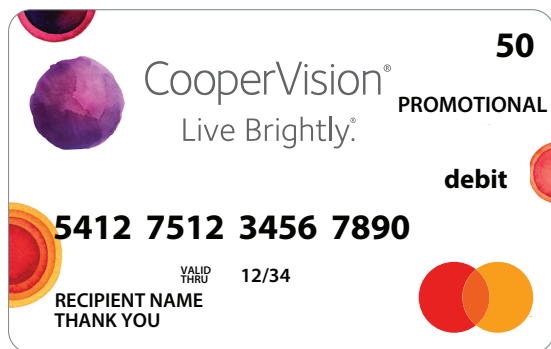 50
CooperVision®
PROMOTIONAL
Live Brightly.®
debit
5412 7512 3456 7890
VALID
THRU 12/34
RECIPIENT NAME
THANK YOU